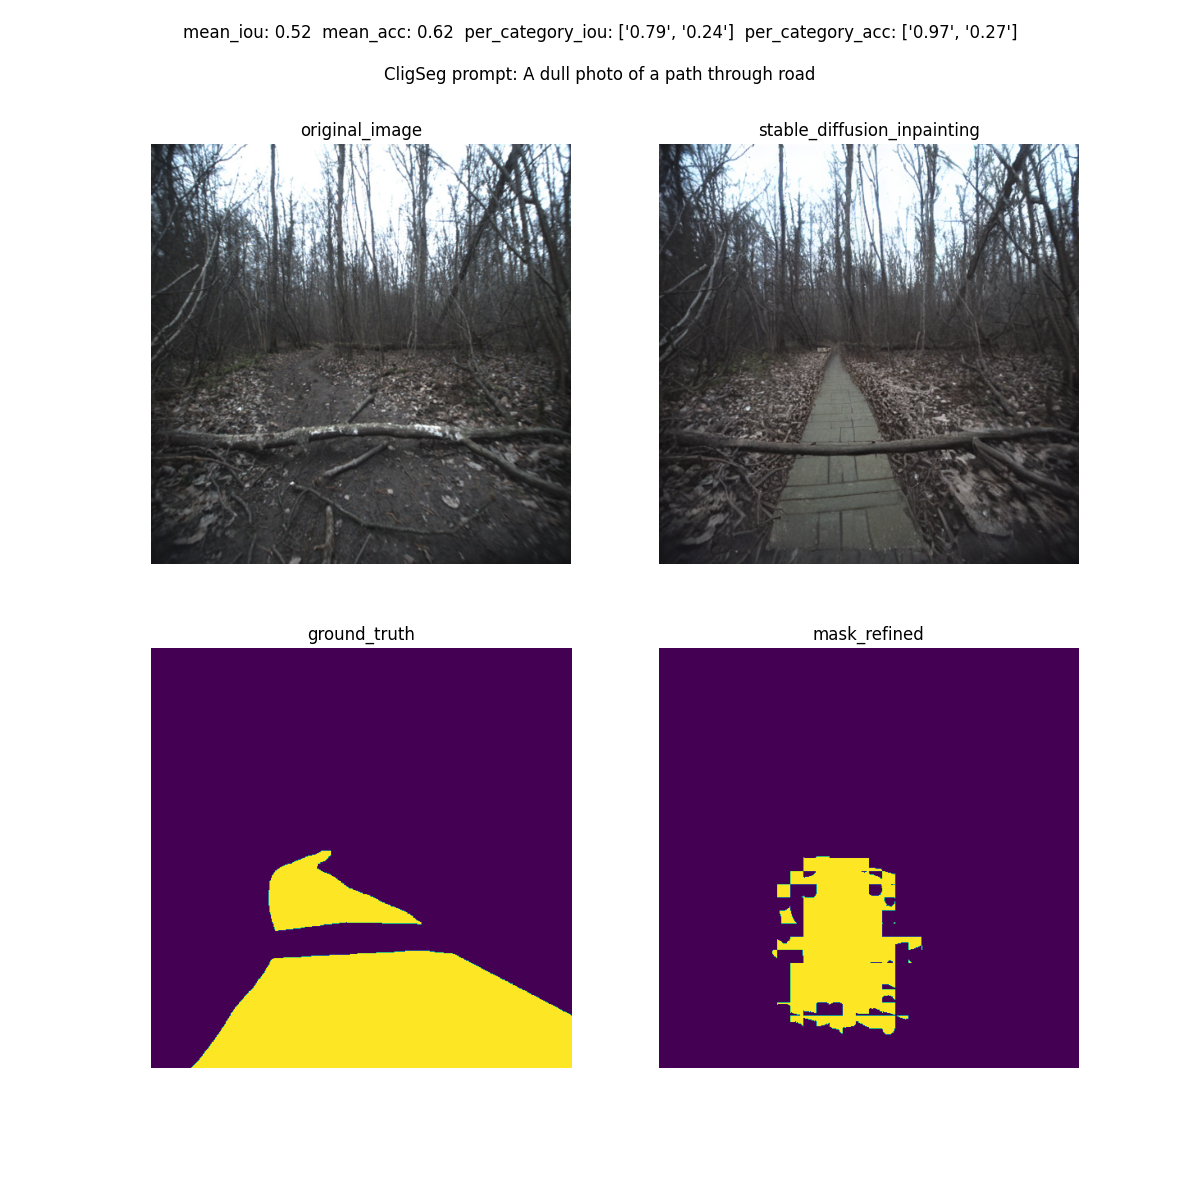 mean_iou: 0.52  mean_acc: 0.62  per_category_iou: ['0.79', '0.24']  per_category_acc: ['0.97', '0.27']
CligSeg prompt: A dull photo of a path through road
original_image
stable_diffusion_inpainting
ground_truth
mask_refined